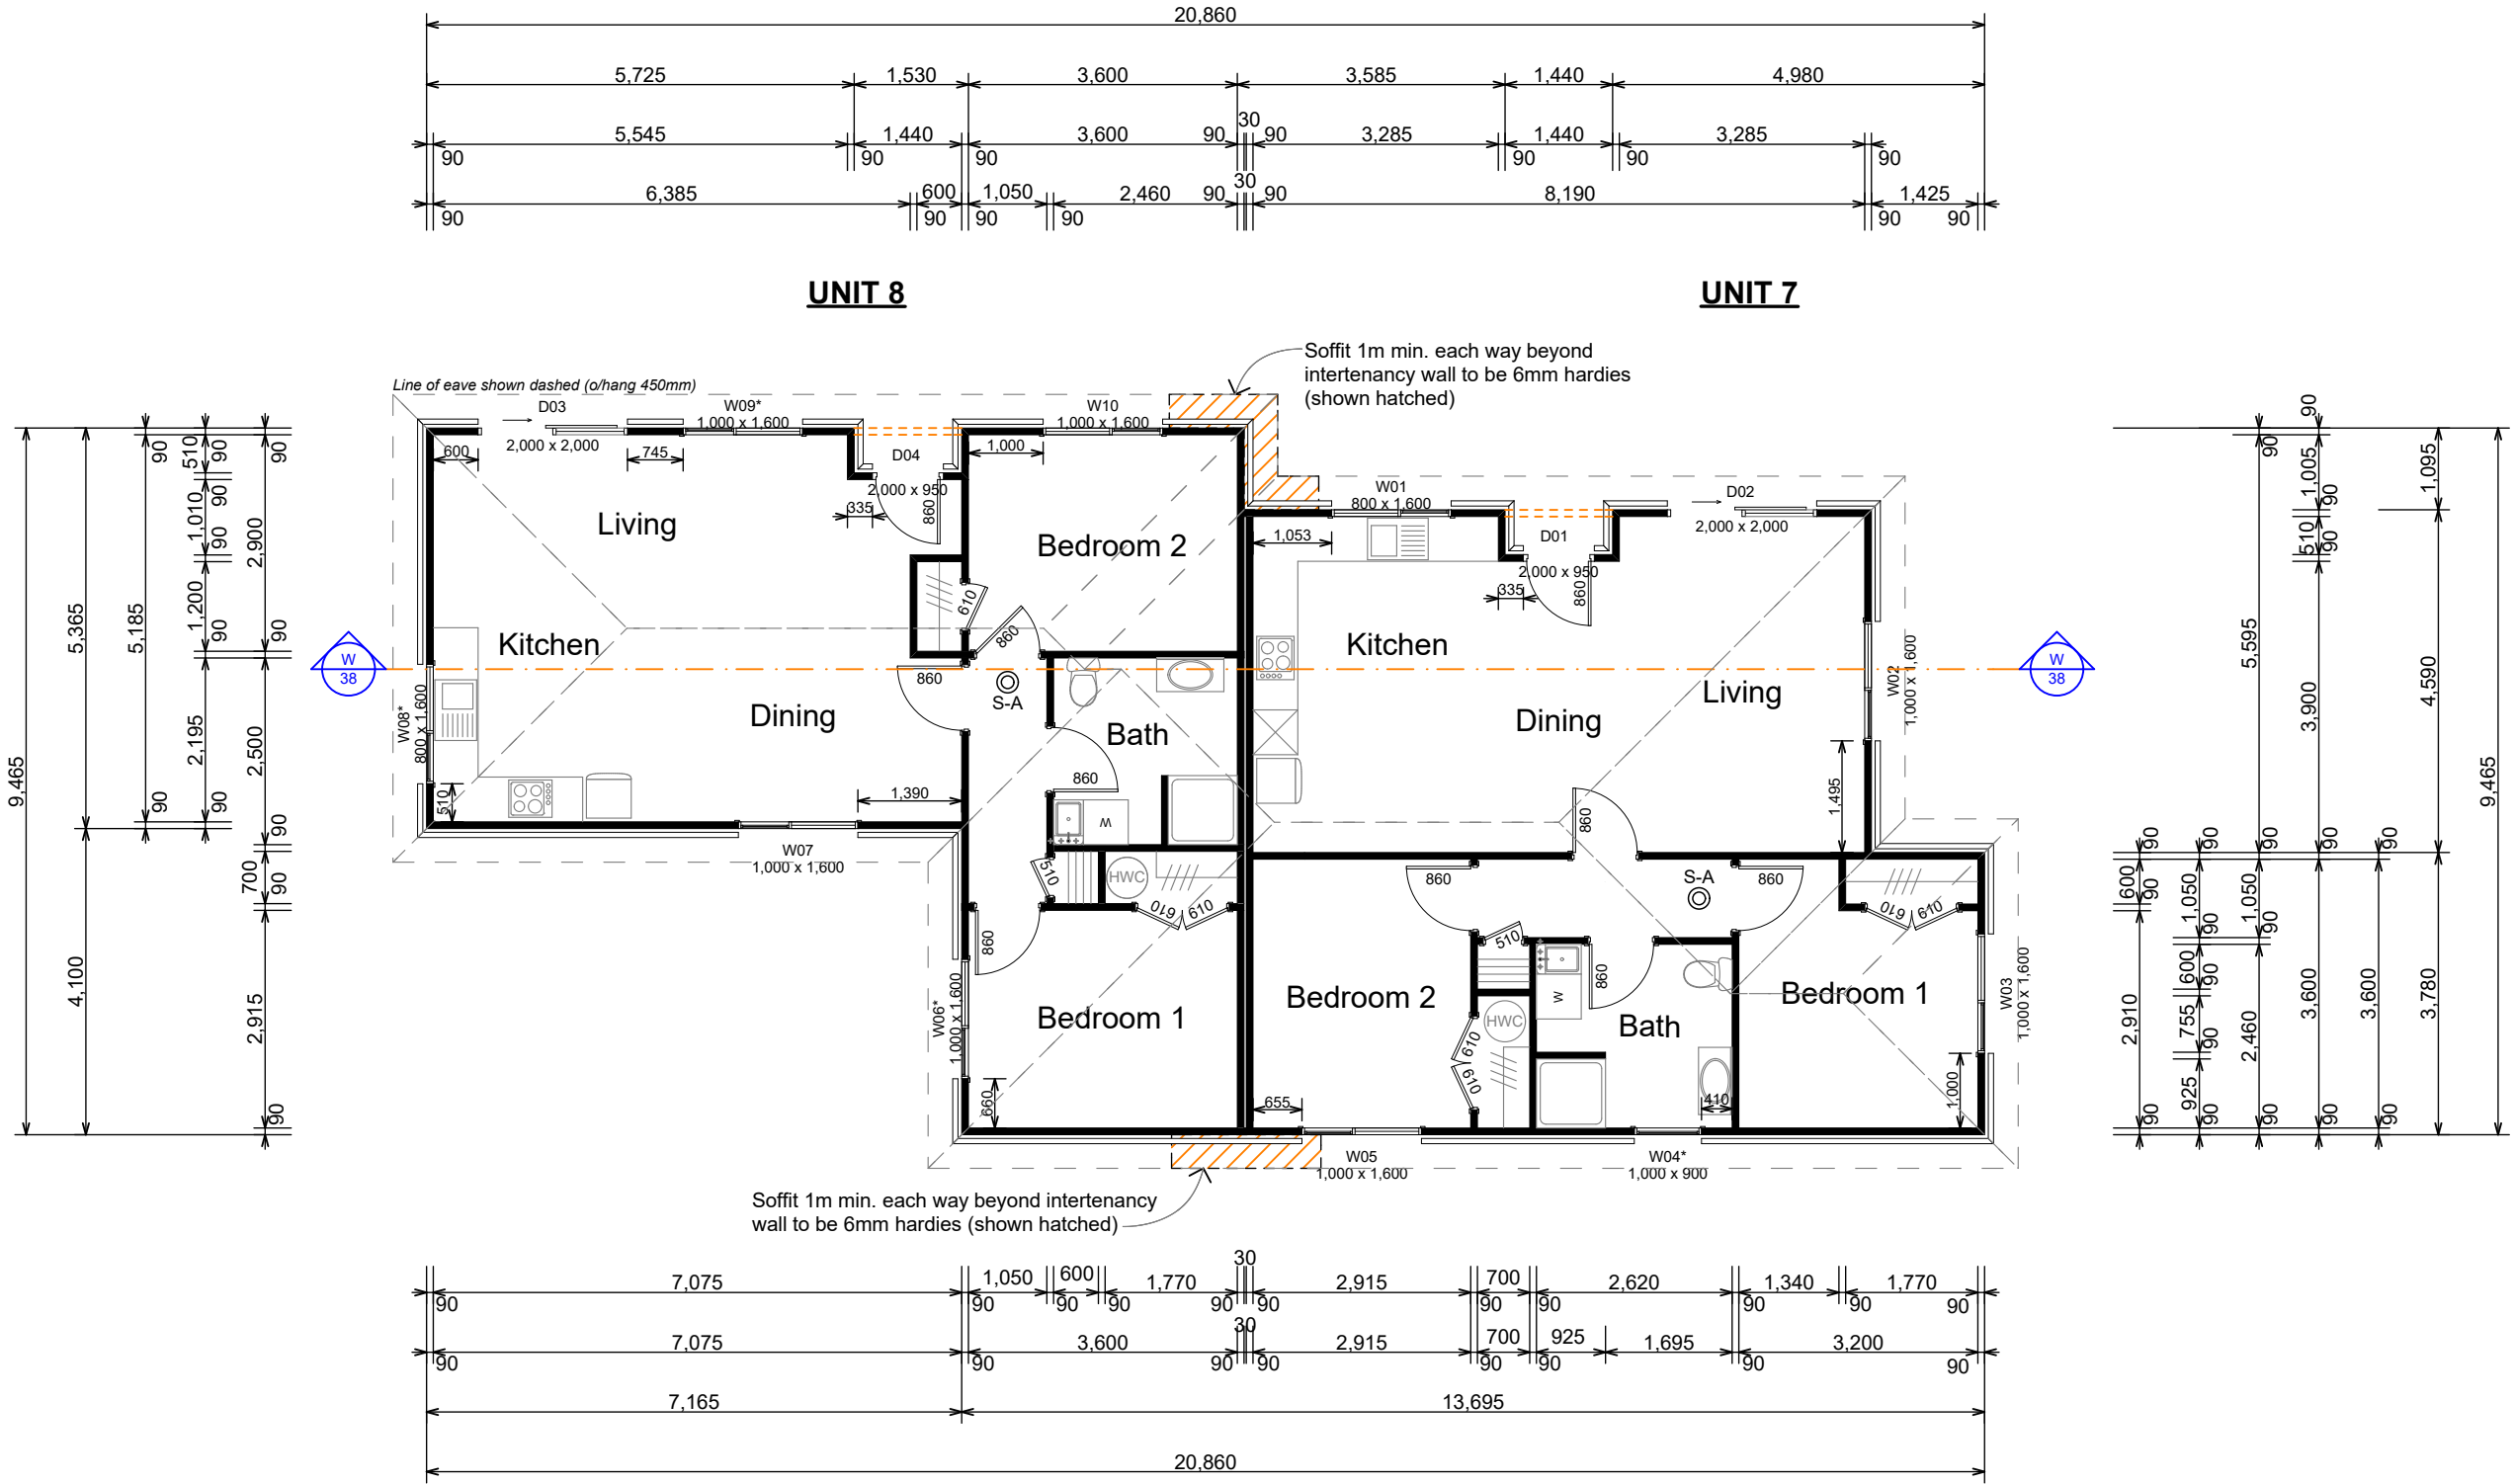 20,860
5,725 1,530 3,600 3,585 1,440 4,980
30
5,545 1,440 3,600 90 90 3,285 1,440 3,285
90 90 90 90 90 90
30
6,385 600 1,050 2,460 90 90 8,190 1,425
90 90 90 90 90 90
UNIT 8
UNIT 7
Soffit 1m min. each way beyond
intertenancy wall to be 6mm hardies
(shown hatched)
Line of eave shown dashed (o/hang 450mm)
D03
2,000 x 2,000
W09*
1,000 x 1,600
W10
1,000 x 1,600
600
745
D04
2,000 x 950
335
860
1,000
Living
Bedroom 2
610
860
Kitchen
860
S-A
Dining
Bath
860
W08*
800 x 1,600
510
1,390
W
W07
1,000 x 1,600
510
HWC
610
610
860
W06*
1,000 x 1,600
Bedroom 1
660
W01
800 x 1,600
1,053
D01
2,000 x 950
335
860
D02
2,000 x 2,000
Kitchen
Living
Dining
W02
1,000 x 1,600
1,495
860
860
S-A
860
610
610
510
860
W
Bedroom 2
HWC
Bath
Bedroom 1
W03
1,000 x 1,600
610
610
655
410
1,000
W05
1,000 x 1,600
W04*
1,000 x 900
Soffit 1m min. each way beyond intertenancy
wall to be 6mm hardies (shown hatched)
W
38
W
38
9,465
5,365
4,100
90
5,185
90
510
90
1,010
90
90
1,200
90
2,195
90
90
2,900
90
2,500
90
700
90
2,915
90
90
1,005
90
510
90
3,900
90
3,600
90
90
5,595
90
1,050
90
2,460
90
1,095
4,590
3,780
9,465
90
600
90
2,910
90
90
1,050
90
600
90
755
90
925
90
90
3,600
90
30
7,075 1,050 600 1,770 2,915 700 2,620 1,340 1,770
90 90 90 90 90 90 90 90 90 90 90
30
7,075 3,600 2,915 700 925 1,695 3,200
90 90 90 90 90 90 90 90
7,165 13,695
20,860